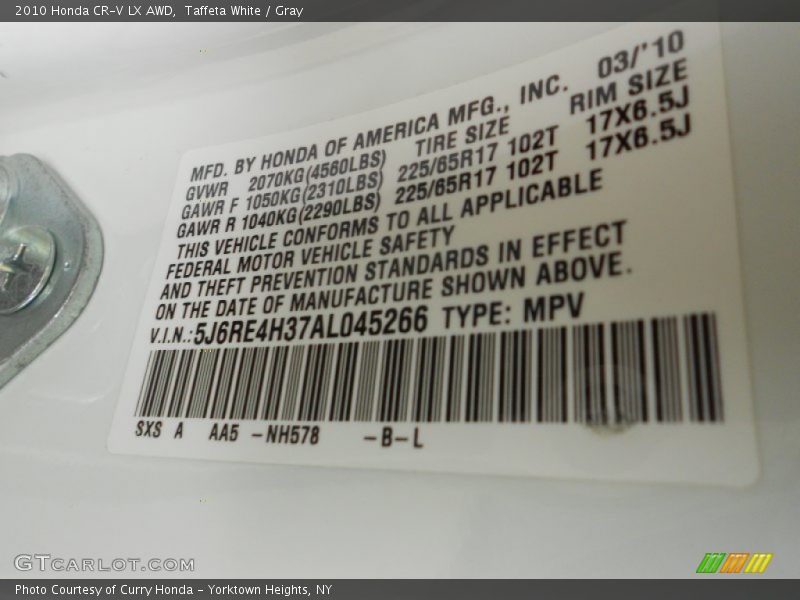 2010 Honda CR-V LX AWD,  Taffeta White / Gray
MFD. BY HONDA OF AMERICA MFG., INC. 03/'10
GVWR 2070KG(4560LBS) TIRE SIZE RIM SIZE
GAWR F 1050KG(2310LBS) 225/65R17 102T 17X6.5J
GAWR R 1040KG(2290LBS) 225/65R17 102T 17X6.5J
THIS VEHICLE CONFORMS TO ALL APPLICABLE
FEDERAL MOTOR VEHICLE SAFETY
AND THEFT PREVENTION STANDARDS IN EFFECT
ON THE DATE OF MANUFACTURE SHOWN ABOVE.
V.I.N.:5J6RE4H37AL045266 TYPE: MPV
SXS A AA5 -NH578 -B-L
GTCARLOT.COM
Photo Courtesy of Curry Honda - Yorktown Heights, NY